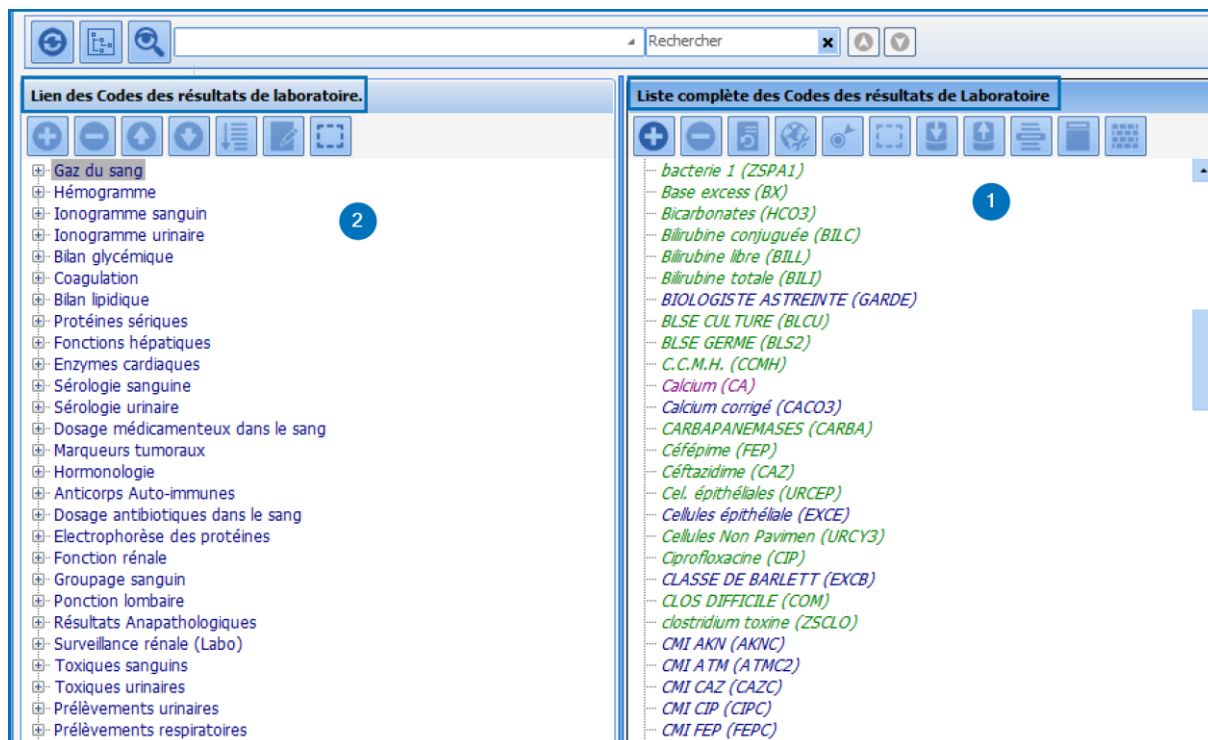 Rechercher
Lien des Codes des résultats de laboratoire.
Gaz du sang
Hémogramme
Ionogramme sanguin
Ionogramme urinaire
Bilan glycémique
Coagulation
Bilan lipidique
Protéines sériques
Fonctions hépatiques
Enzymes cardiaques
Sérologie sanguine
Sérologie urinaire
Dosage médicamenteux dans le sang
Marqueurs tumoraux
Hormonologie
Anticorps Auto-immunes
Dosage antibiotiques dans le sang
Electrophorèse des protéines
Fonction rénale
Groupage sanguin
Ponction lombaire
Résultats Anapathologiques
Surveillance rénale (Labo)
Toxiques sanguins
Toxiques urinaires
Prélèvements urinaires
Prélèvements respiratoires
2
Liste complète des Codes des résultats de Laboratoire
bacterie 1 (ZSPA1)
Base excess (BX)
Bicarbonates (HCO3)
Bilirubine conjuguée (BILC)
Bilirubine libre (BILL)
Bilirubine totale (BILI)
BIOLOGISTE ASTREINTE (GARDE)
BLSE CULTURE (BLCU)
BLSE GERME (BLS2)
C.C.M.H. (CCMH)
Calcium (CA)
Calcium corrigé (CACO3)
CARBAPANEMASES (CARBA)
Céfépime (FEP)
Céftazidime (CAZ)
Cel. épithéliales (URCEP)
Cellules épithéliale (EXCE)
Cellules Non Pavimen (URCY3)
Ciprofloxacine (CIP)
CLASSE DE BARLETT (EXCB)
CLOS DIFFICILE (COM)
clostridium toxine (ZSCLO)
CMI AKN (AKNC)
CMI ATM (ATMC2)
CMI CAZ (CAZC)
CMI CIP (CIPC)
CMI FEP (FEPC)
1